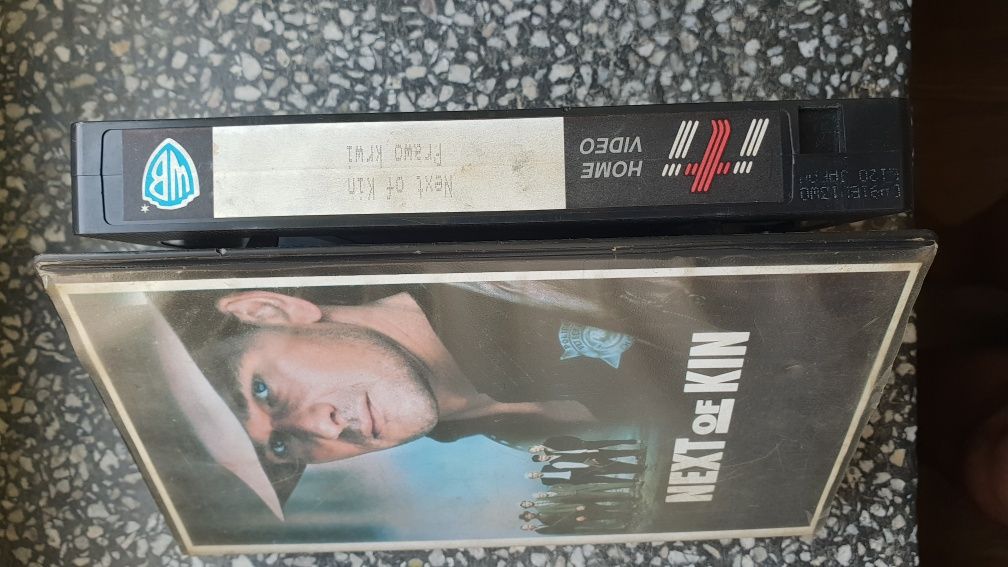 Next of Kin
Prawo krwi
HOME
VIDEO
WB
NEXT OF KIN